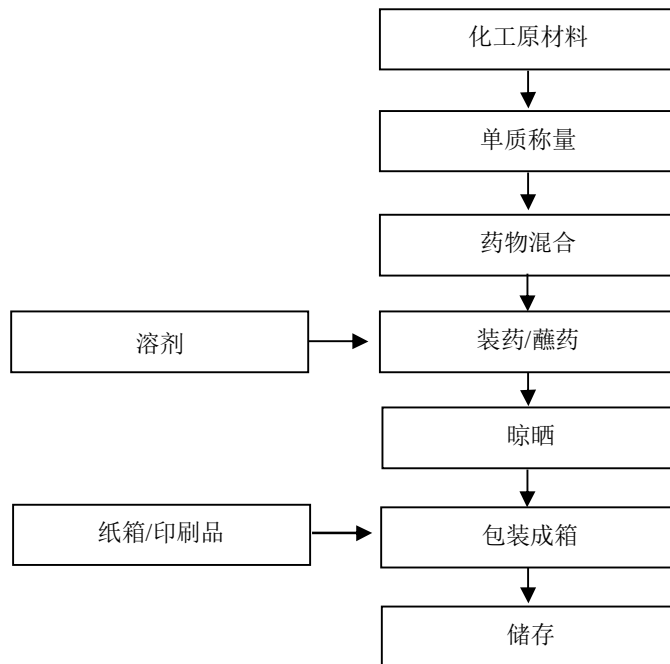 化工原材料
单质称量
药物混合
溶剂
装药/蘸药
晾晒
纸箱/印刷品
包装成箱
储存